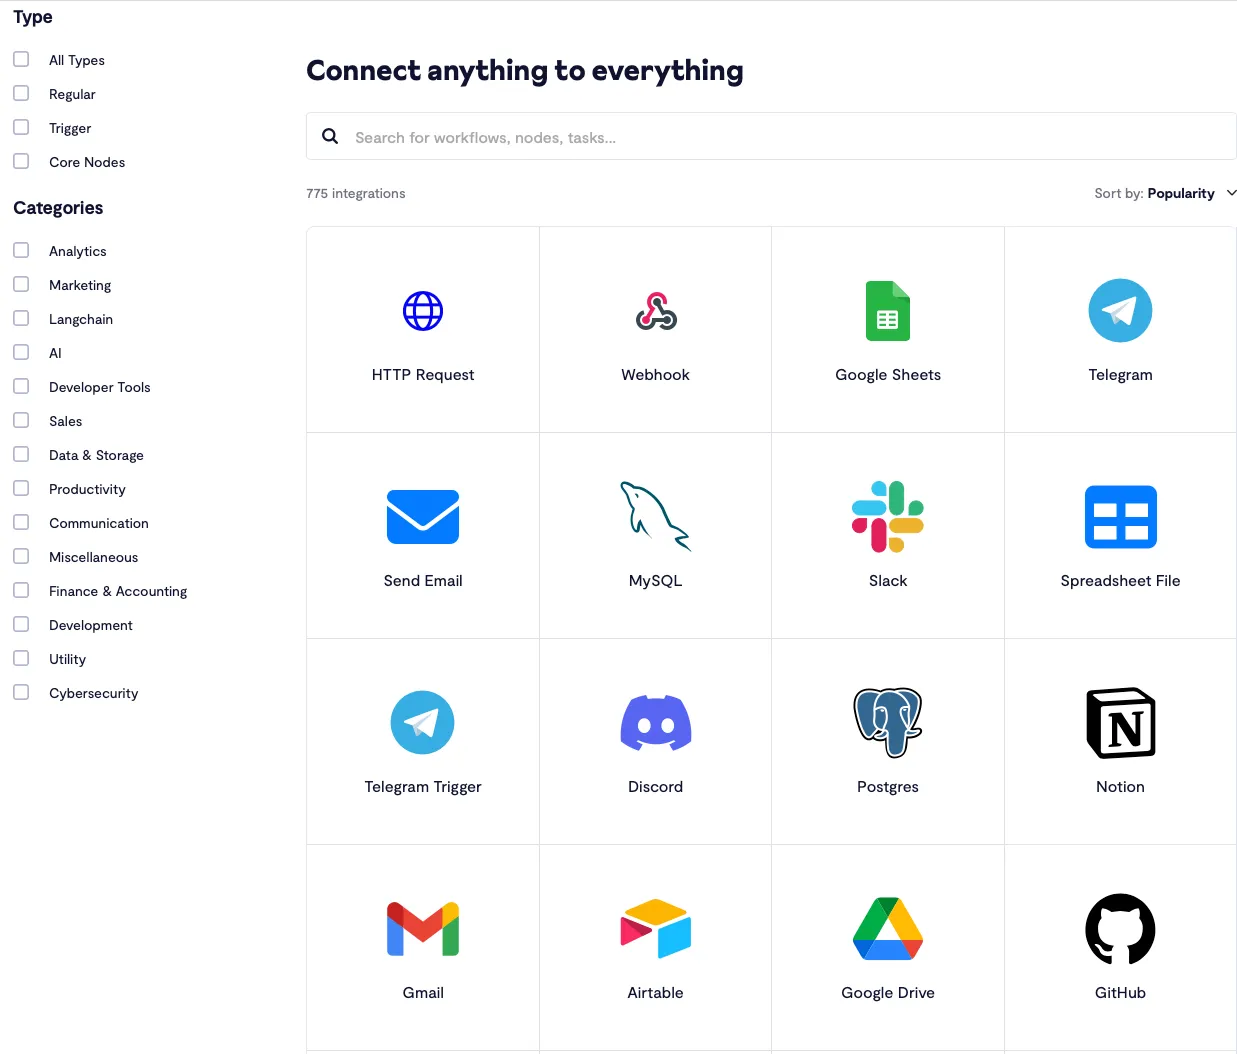 Type
All Types
Regular
Trigger
Core Nodes
Categories
Analytics
Marketing
Langchain
AI
Developer Tools
Sales
Data & Storage
Productivity
Communication
Miscellaneous
Finance & Accounting
Development
Utility
Cybersecurity
Connect anything to everything
Search for workflows, nodes, tasks...
775 integrations
Sort by: Popularity
HTTP Request
Webhook
Google Sheets
Telegram
Send Email
MySQL
Slack
Spreadsheet File
Telegram Trigger
Discord
Postgres
N
Notion
Gmail
Airtable
Google Drive
GitHub